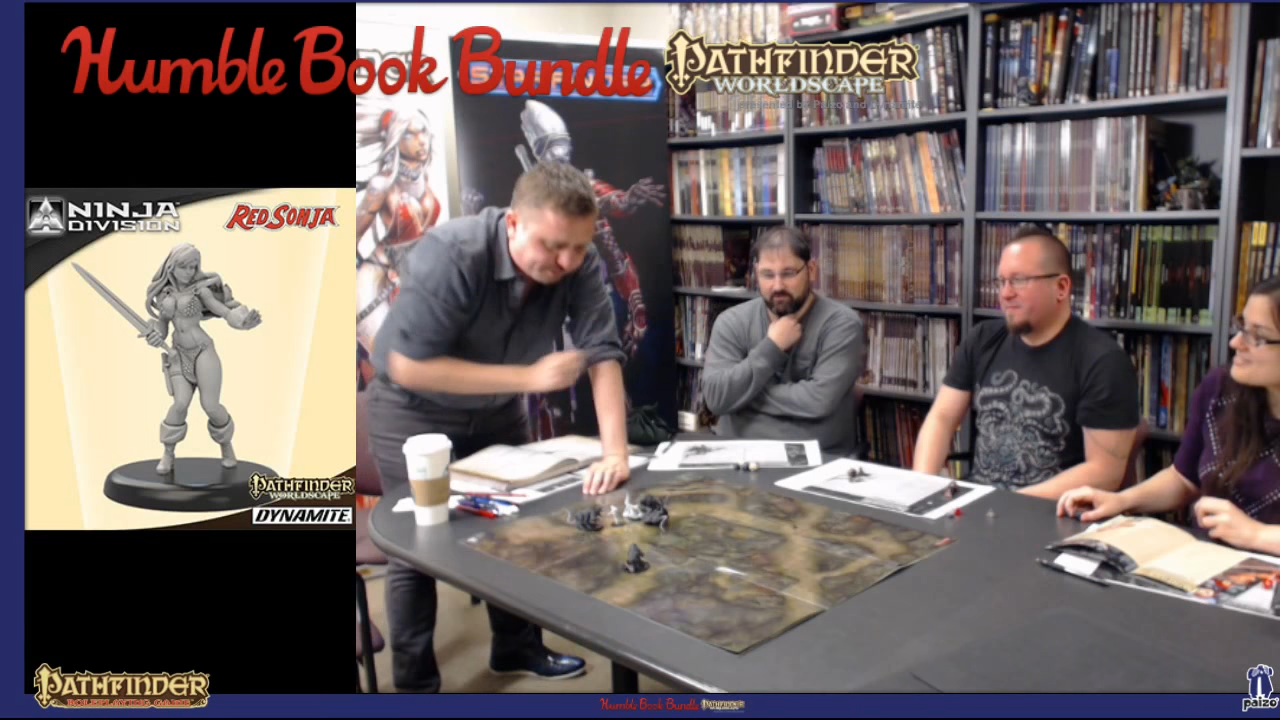 Humble Book Bundle
PATHFINDER
WORLDSCAPE
NINJA
DIVISION
RED SONJA
PATHFINDER
WORLDSCAPE
DYNAMITE
PATHFINDER
ROLEPLAYING GAME
Humble Book Bundle PATHFINDER
paizo